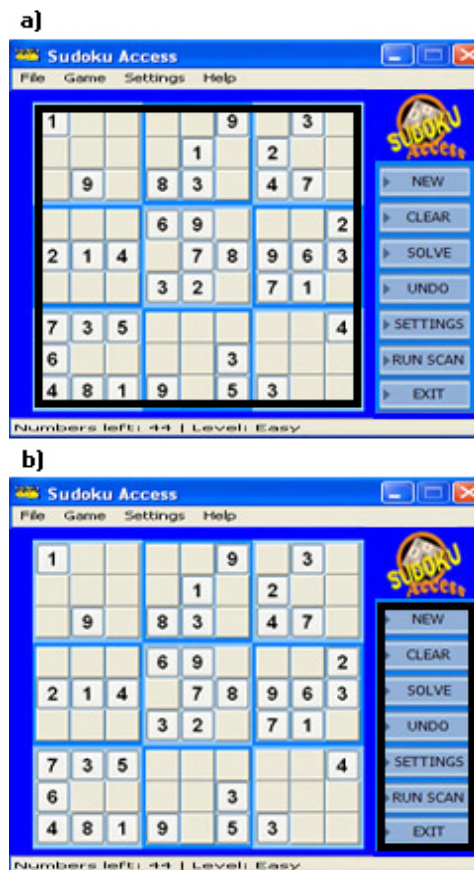 a)
Sudoku Access
File Game Settings Help
1 9 3
1 2
9 8 3 4 7
6 9 2
2 1 4 7 8 9 6 3
3 2 7 1
7 3 5 4
6 3
4 8 1 9 5 3
SUDOKU
Access
NEW
CLEAR
SOLVE
UNDO
SETTINGS
RUN SCAN
EXIT
Numbers left: 44 | Level: Easy
b)
Sudoku Access
File Game Settings Help
1 9 3
1 2
9 8 3 4 7
6 9 2
2 1 4 7 8 9 6 3
3 2 7 1
7 3 5 4
6 3
4 8 1 9 5 3
SUDOKU
Access
NEW
CLEAR
SOLVE
UNDO
SETTINGS
RUN SCAN
EXIT
Numbers left: 44 | Level: Easy